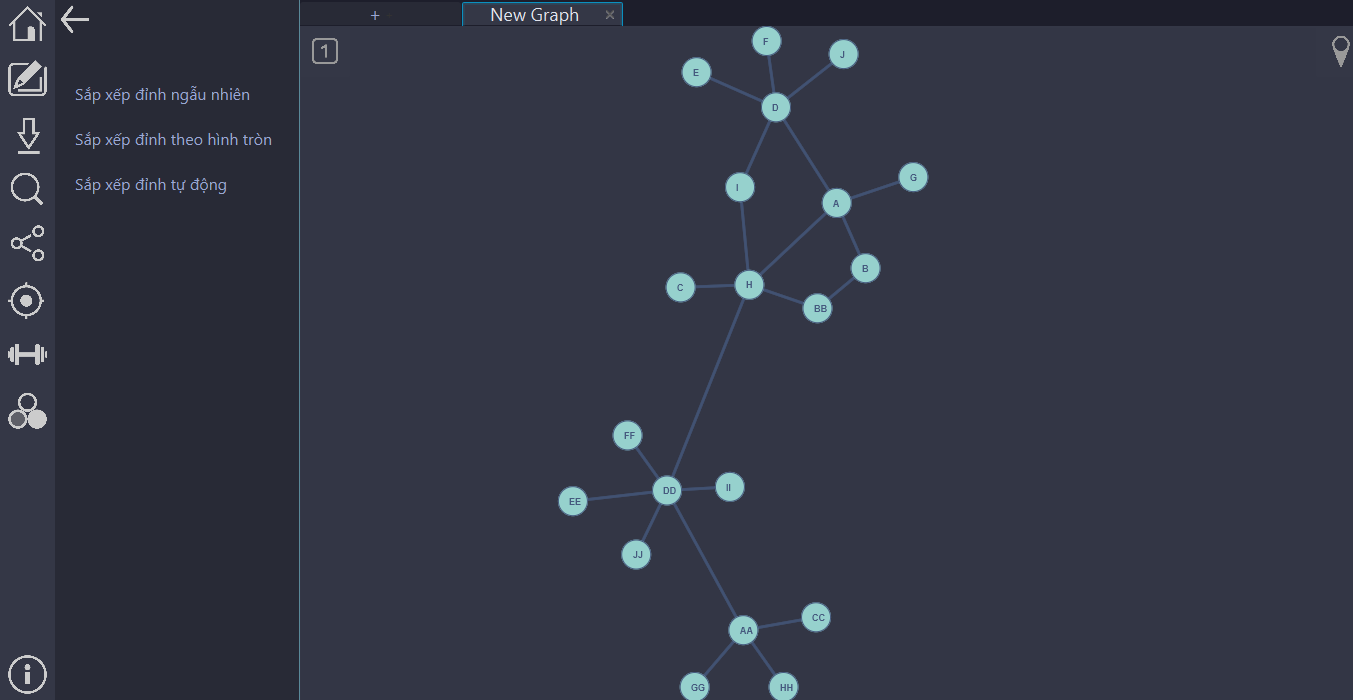 +
New Graph ×
1
Sắp xếp đỉnh ngẫu nhiên
Sắp xếp đỉnh theo hình tròn
Sắp xếp đỉnh tự động
F
J
E
D
G
I
A
B
H
C
BB
FF
II
DD
EE
JJ
CC
AA
GG
HH